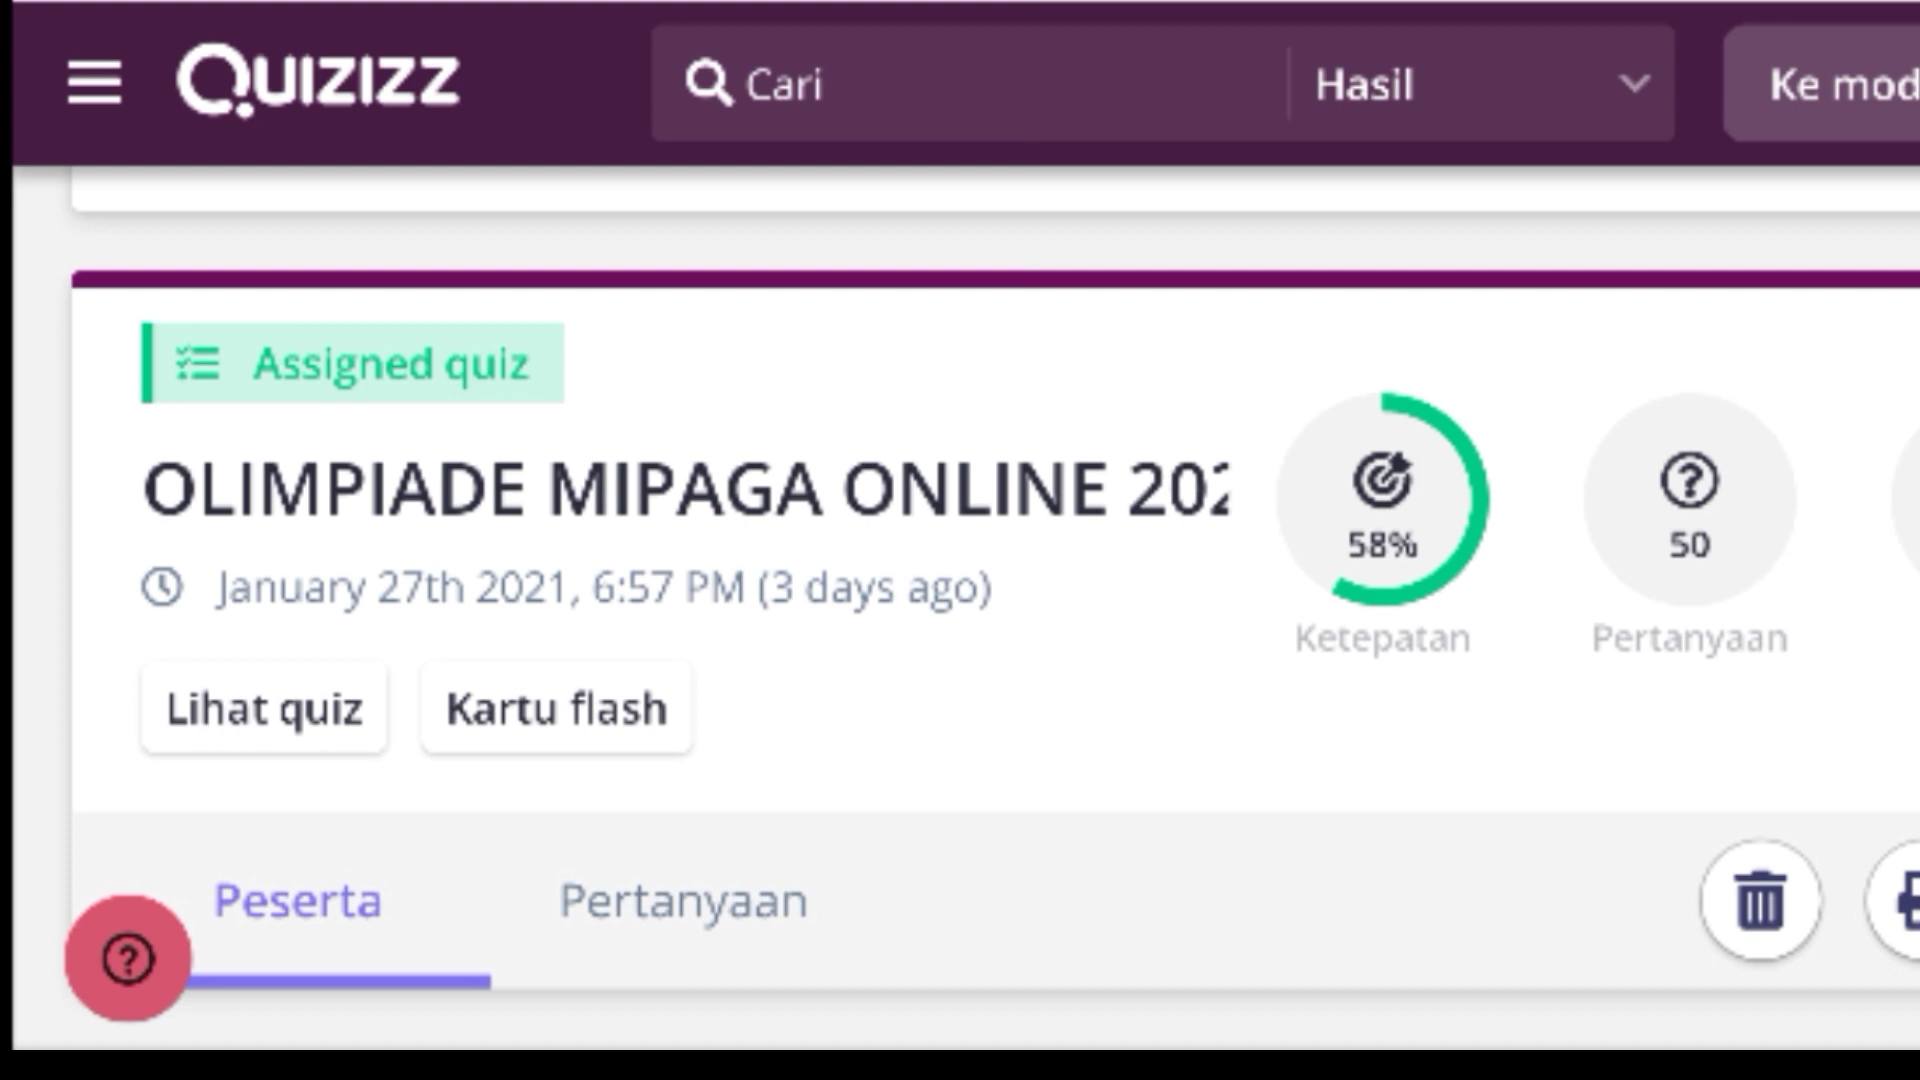 QUIZIZZ
Cari
Hasil
Ke mod
Assigned quiz
OLIMPIADE MIPAGA ONLINE 202
January 27th 2021, 6:57 PM (3 days ago)
58%
Ketepatan
50
Pertanyaan
Lihat quiz
Kartu flash
Peserta
Pertanyaan